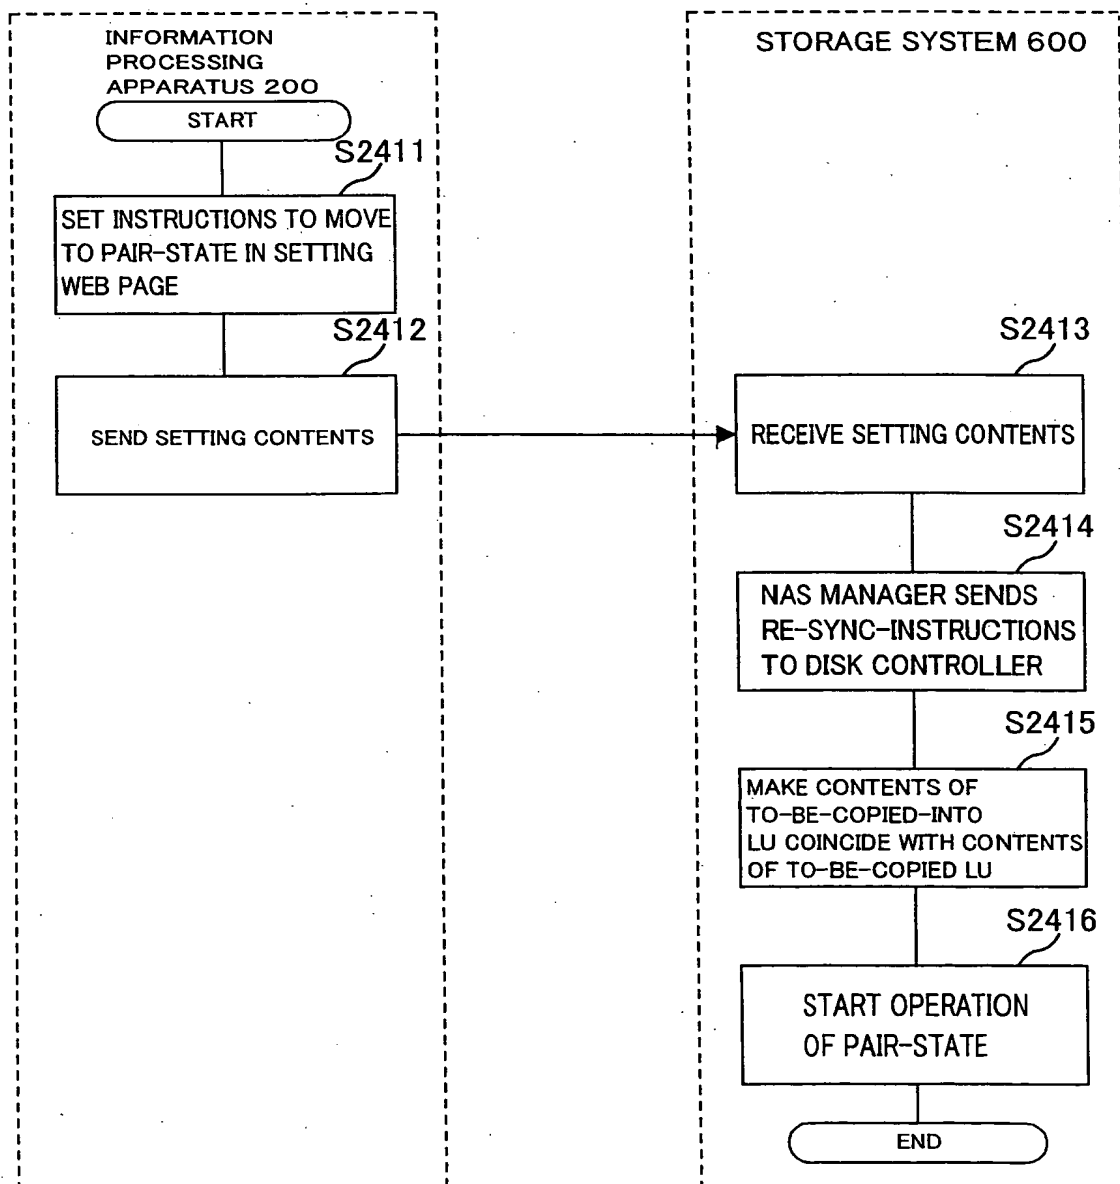 INFORMATION
PROCESSING
APPARATUS 200
START
S2411
SET INSTRUCTIONS TO MOVE
TO PAIR-STATE IN SETTING
WEB PAGE
S2412
SEND SETTING CONTENTS
STORAGE SYSTEM 600
S2413
RECEIVE SETTING CONTENTS
S2414
NAS MANAGER SENDS
RE-SYNC-INSTRUCTIONS
TO DISK CONTROLLER
S2415
MAKE CONTENTS OF
TO-BE-COPIED-INTO
LU COINCIDE WITH CONTENTS
OF TO-BE-COPIED LU
S2416
START OPERATION
OF PAIR-STATE
END